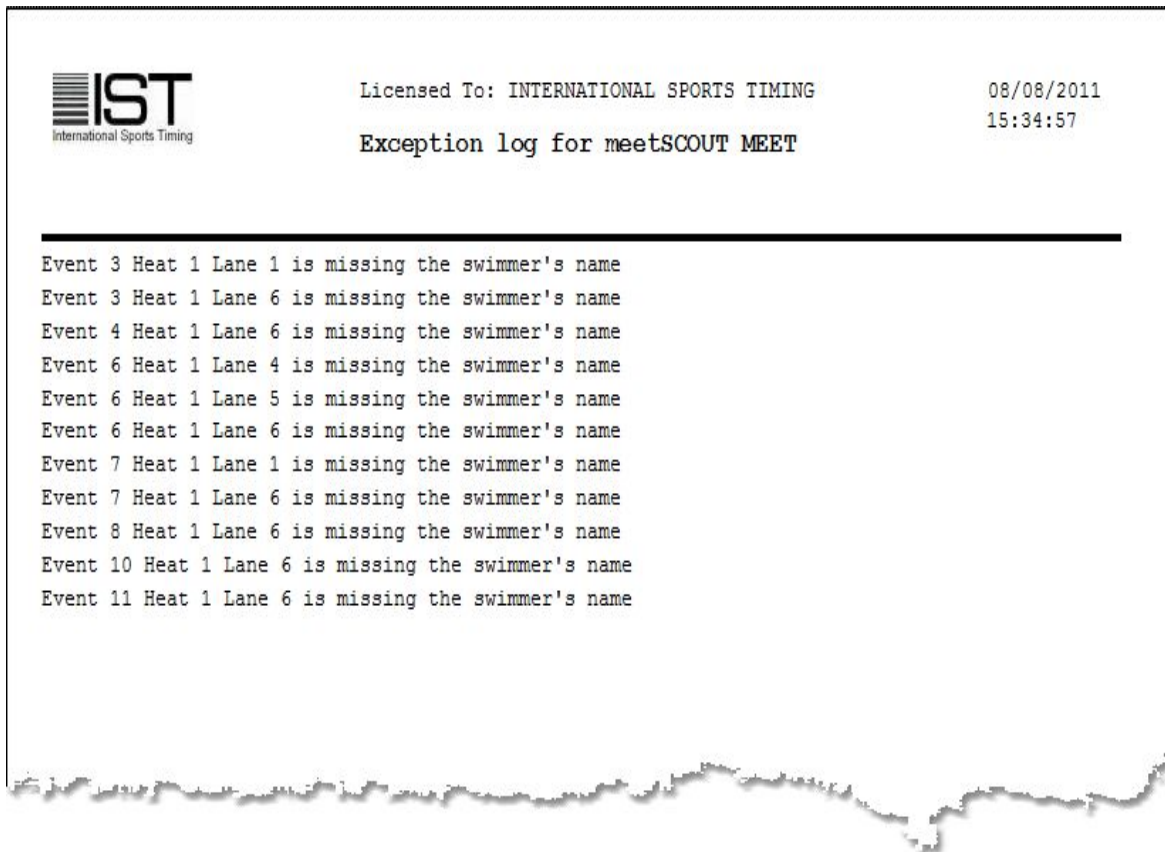 IST
International Sports Timing
Licensed To: INTERNATIONAL SPORTS TIMING
08/08/2011
15:34:57
Exception log for meetSCOUT MEET
Event 3 Heat 1 Lane 1 is missing the swimmer's name
Event 3 Heat 1 Lane 6 is missing the swimmer's name
Event 4 Heat 1 Lane 6 is missing the swimmer's name
Event 6 Heat 1 Lane 4 is missing the swimmer's name
Event 6 Heat 1 Lane 5 is missing the swimmer's name
Event 6 Heat 1 Lane 6 is missing the swimmer's name
Event 7 Heat 1 Lane 1 is missing the swimmer's name
Event 7 Heat 1 Lane 6 is missing the swimmer's name
Event 8 Heat 1 Lane 6 is missing the swimmer's name
Event 10 Heat 1 Lane 6 is missing the swimmer's name
Event 11 Heat 1 Lane 6 is missing the swimmer's name